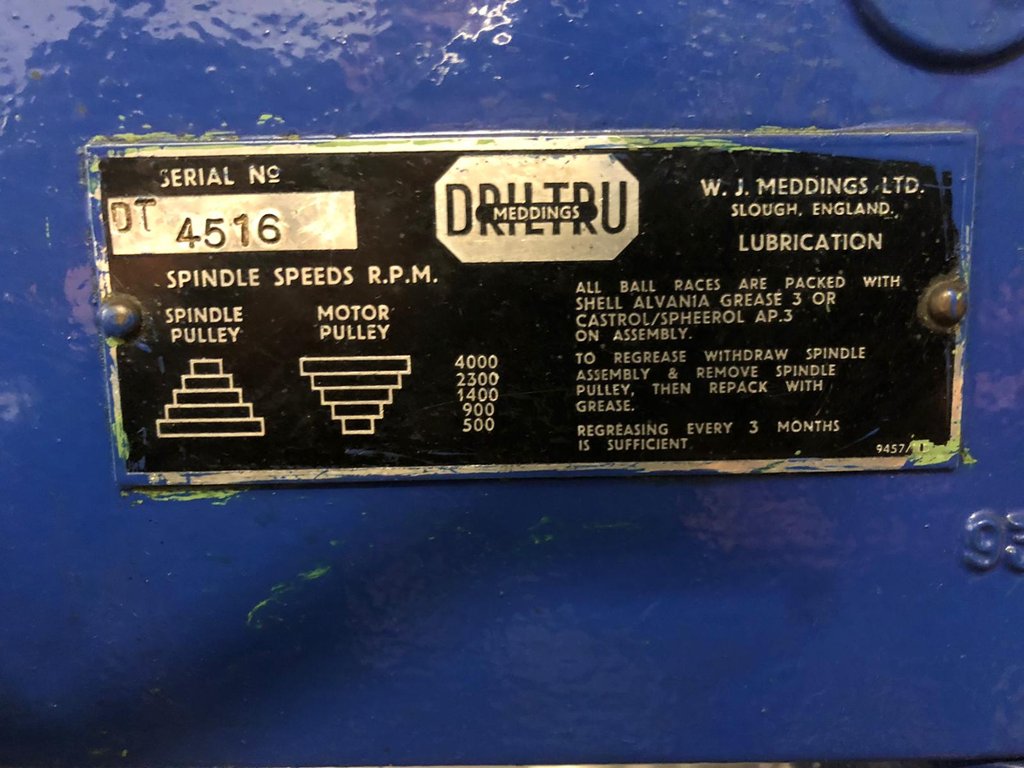 SERIAL Nº
DT 4516
DRILTRU
MEDDINGS
W. J. MEDDINGS LTD.
SLOUGH, ENGLAND.
LUBRICATION
SPINDLE SPEEDS R.P.M.
SPINDLE PULLEY
MOTOR PULLEY
4000
2300
1400
900
500
ALL BALL RACES ARE PACKED WITH
SHELL ALVANIA GREASE 3 OR
CASTROL/SPHEEROL AP.3
ON ASSEMBLY.
TO REGREASE WITHDRAW SPINDLE
ASSEMBLY & REMOVE SPINDLE
PULLEY, THEN REPACK WITH
GREASE.
REGREASING EVERY 3 MONTHS
IS SUFFICIENT.
9457/